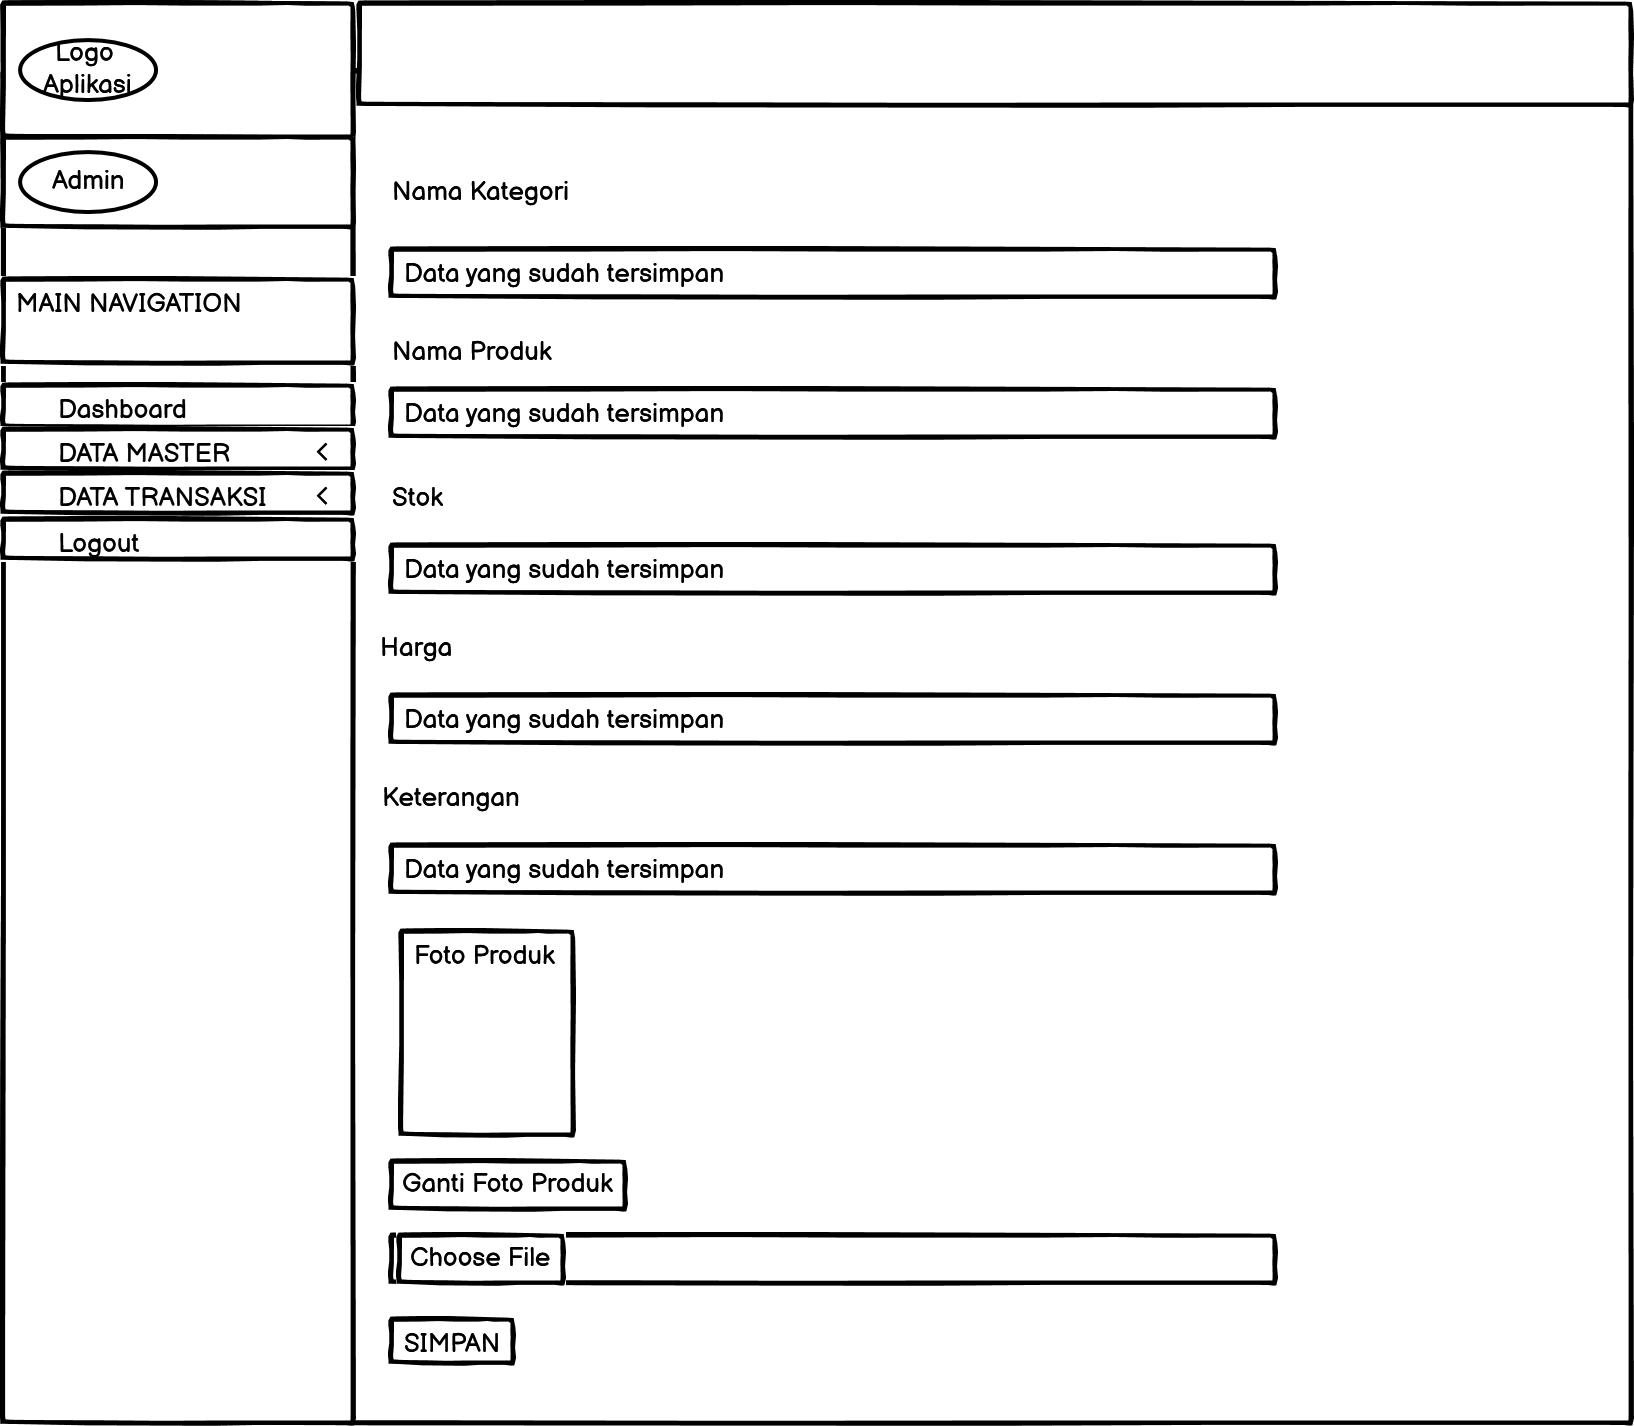 Logo
Aplikasi
Admin
MAIN NAVIGATION
Dashboard
DATA MASTER <
DATA TRANSAKSI <
Logout
Nama Kategori
Data yang sudah tersimpan
Nama Produk
Data yang sudah tersimpan
Stok
Data yang sudah tersimpan
Harga
Data yang sudah tersimpan
Keterangan
Data yang sudah tersimpan
Foto Produk
Ganti Foto Produk
Choose File
SIMPAN